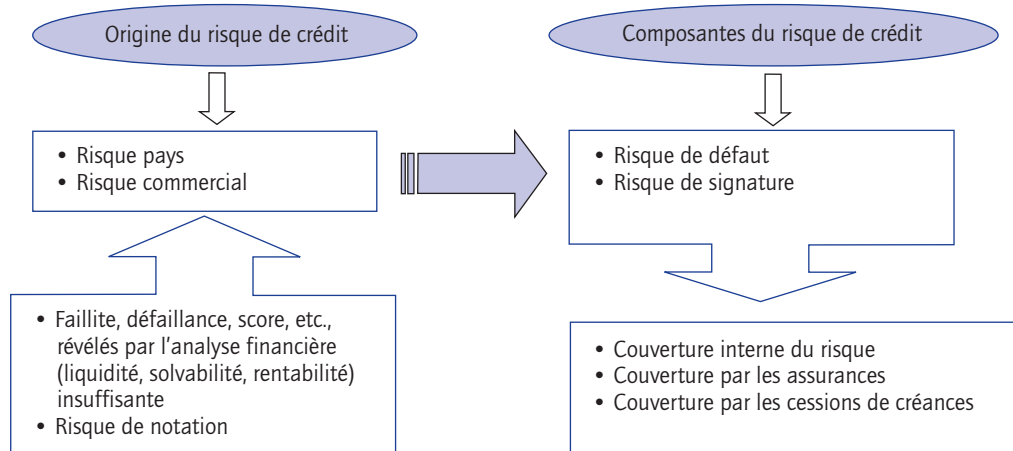 Origine du risque de crédit
• Risque pays
• Risque commercial
• Faillite, défaillance, score, etc.,
révélés par l'analyse financière
(liquidité, solvabilité, rentabilité)
insuffisante
• Risque de notation
Composantes du risque de crédit
• Risque de défaut
• Risque de signature
• Couverture interne du risque
• Couverture par les assurances
• Couverture par les cessions de créances